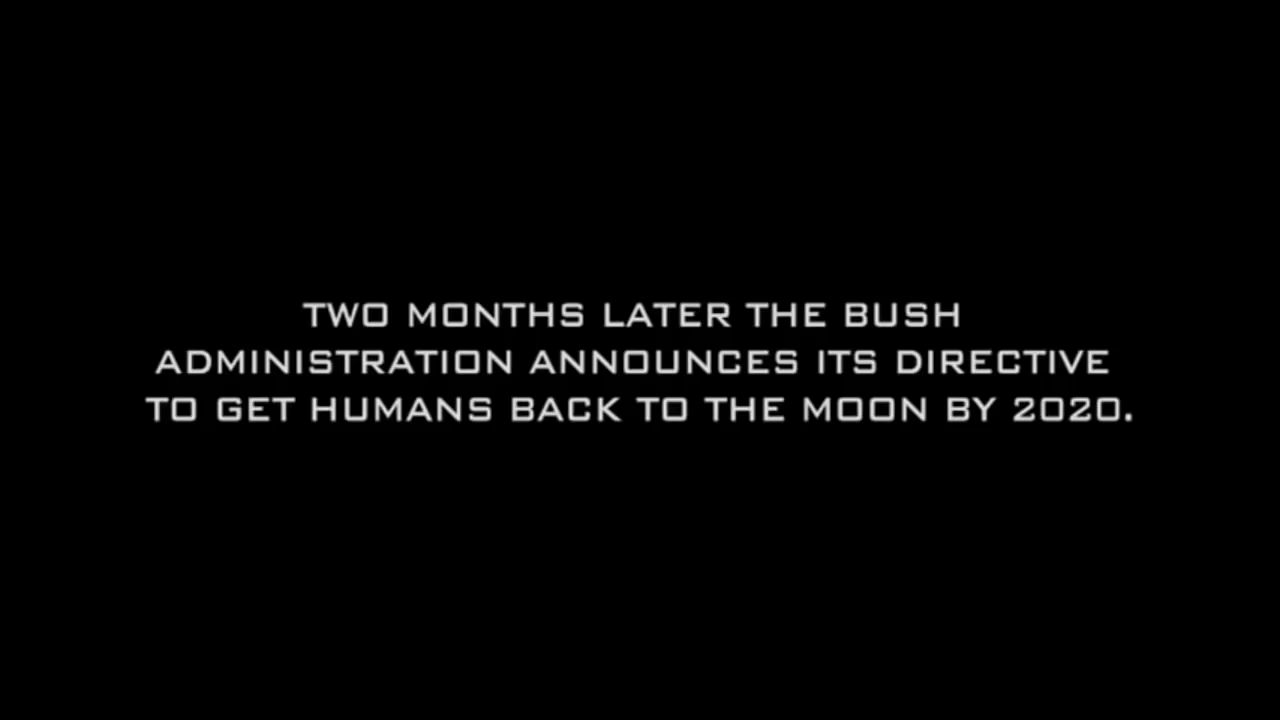 TWO MONTHS LATER THE BUSH
ADMINISTRATION ANNOUNCES ITS DIRECTIVE
TO GET HUMANS BACK TO THE MOON BY 2020.